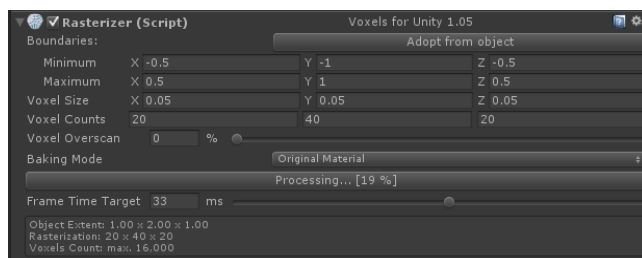 Rasterizer (Script) Voxels for Unity 1.05
Boundaries: Adopt from object
Minimum X -0.5 Y -1 Z -0.5
Maximum X 0.5 Y 1 Z 0.5
Voxel Size X 0.05 Y 0.05 Z 0.05
Voxel Counts 20 40 20
Voxel Overscan 0 %
Baking Mode Original Material
Processing... [19 %]
Frame Time Target 33 ms
Object Extent: 1.00 x 2.00 x 1.00
Rasterization: 20 x 40 x 20
Voxels Count: max. 16,000